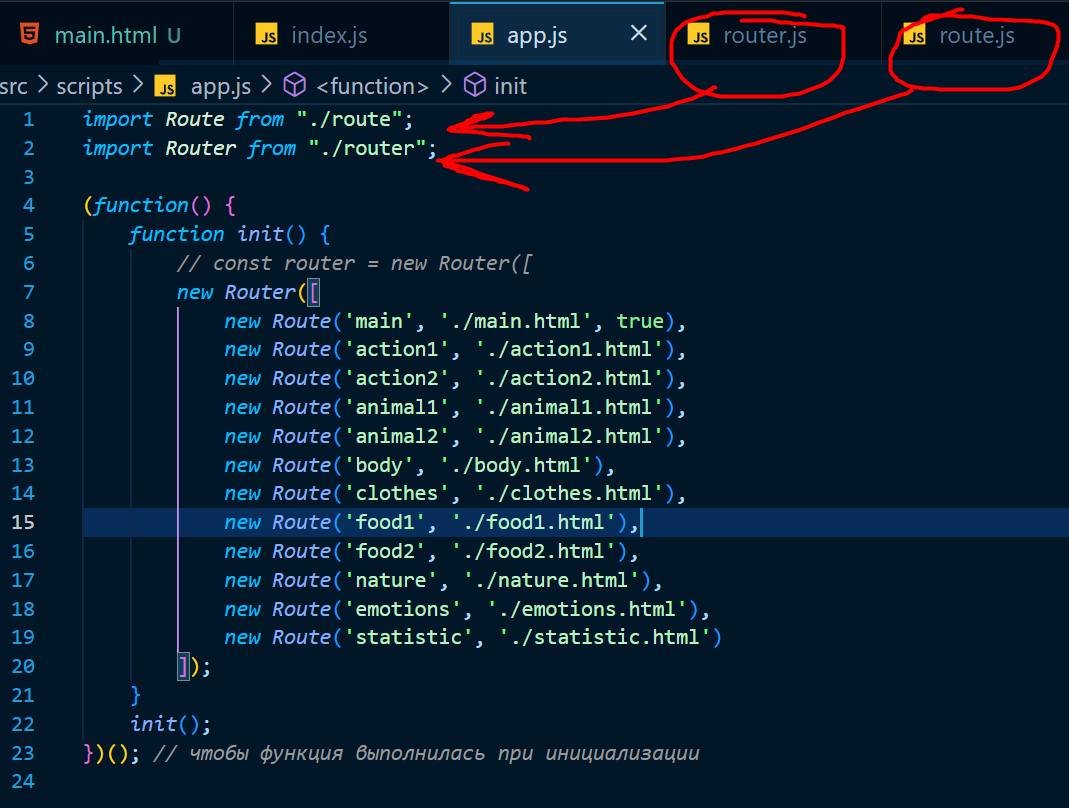 main.html U
JS index.js
JS app.js ×
JS router.js
JS route.js
src > scripts > JS app.js > <function> > init
1 import Route from "./route";
2 import Router from "./router";
3
4 (function() {
5 function init() {
6 // const router = new Router([
7 new Router([
8 new Route('main', './main.html', true),
9 new Route('action1', './action1.html'),
10 new Route('action2', './action2.html'),
11 new Route('animal1', './animal1.html'),
12 new Route('animal2', './animal2.html'),
13 new Route('body', './body.html'),
14 new Route('clothes', './clothes.html'),
15 new Route('food1', './food1.html'),
16 new Route('food2', './food2.html'),
17 new Route('nature', './nature.html'),
18 new Route('emotions', './emotions.html'),
19 new Route('statistic', './statistic.html')
20 ]);
21 }
22 init();
23 })(); // чтобы функция выполнилась при инициализации
24